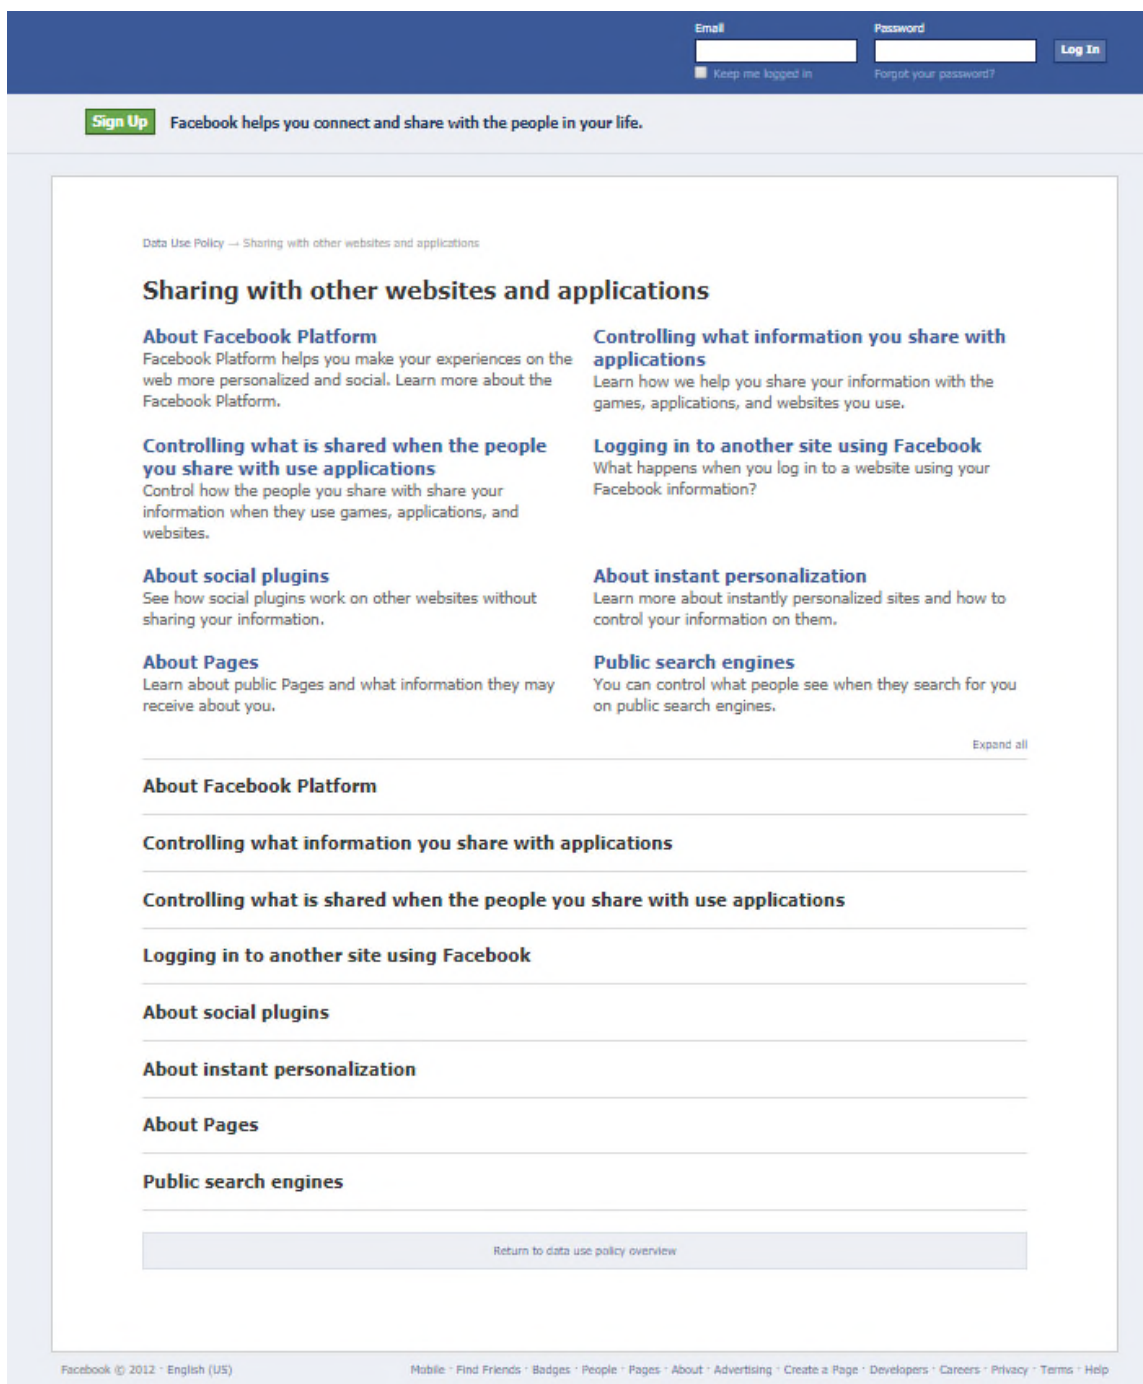 Email
Password
Log In
Keep me logged in
Forgot your password?
Sign Up
Facebook helps you connect and share with the people in your life.
Data Use Policy → Sharing with other websites and applications
Sharing with other websites and applications
About Facebook Platform
Facebook Platform helps you make your experiences on the
web more personalized and social. Learn more about the
Facebook Platform.
Controlling what information you share with
applications
Learn how we help you share your information with the
games, applications, and websites you use.
Controlling what is shared when the people
you share with use applications
Control how the people you share with share your
information when they use games, applications, and
websites.
Logging in to another site using Facebook
What happens when you log in to a website using your
Facebook information?
About social plugins
See how social plugins work on other websites without
sharing your information.
About instant personalization
Learn more about instantly personalized sites and how to
control your information on them.
About Pages
Learn about public Pages and what information they may
receive about you.
Public search engines
You can control what people see when they search for you
on public search engines.
Expand all
About Facebook Platform
Controlling what information you share with applications
Controlling what is shared when the people you share with use applications
Logging in to another site using Facebook
About social plugins
About instant personalization
About Pages
Public search engines
Return to data use policy overview
Facebook © 2012 · English (US)
Mobile · Find Friends · Badges · People · Pages · About · Advertising · Create a Page · Developers · Careers · Privacy · Terms · Help